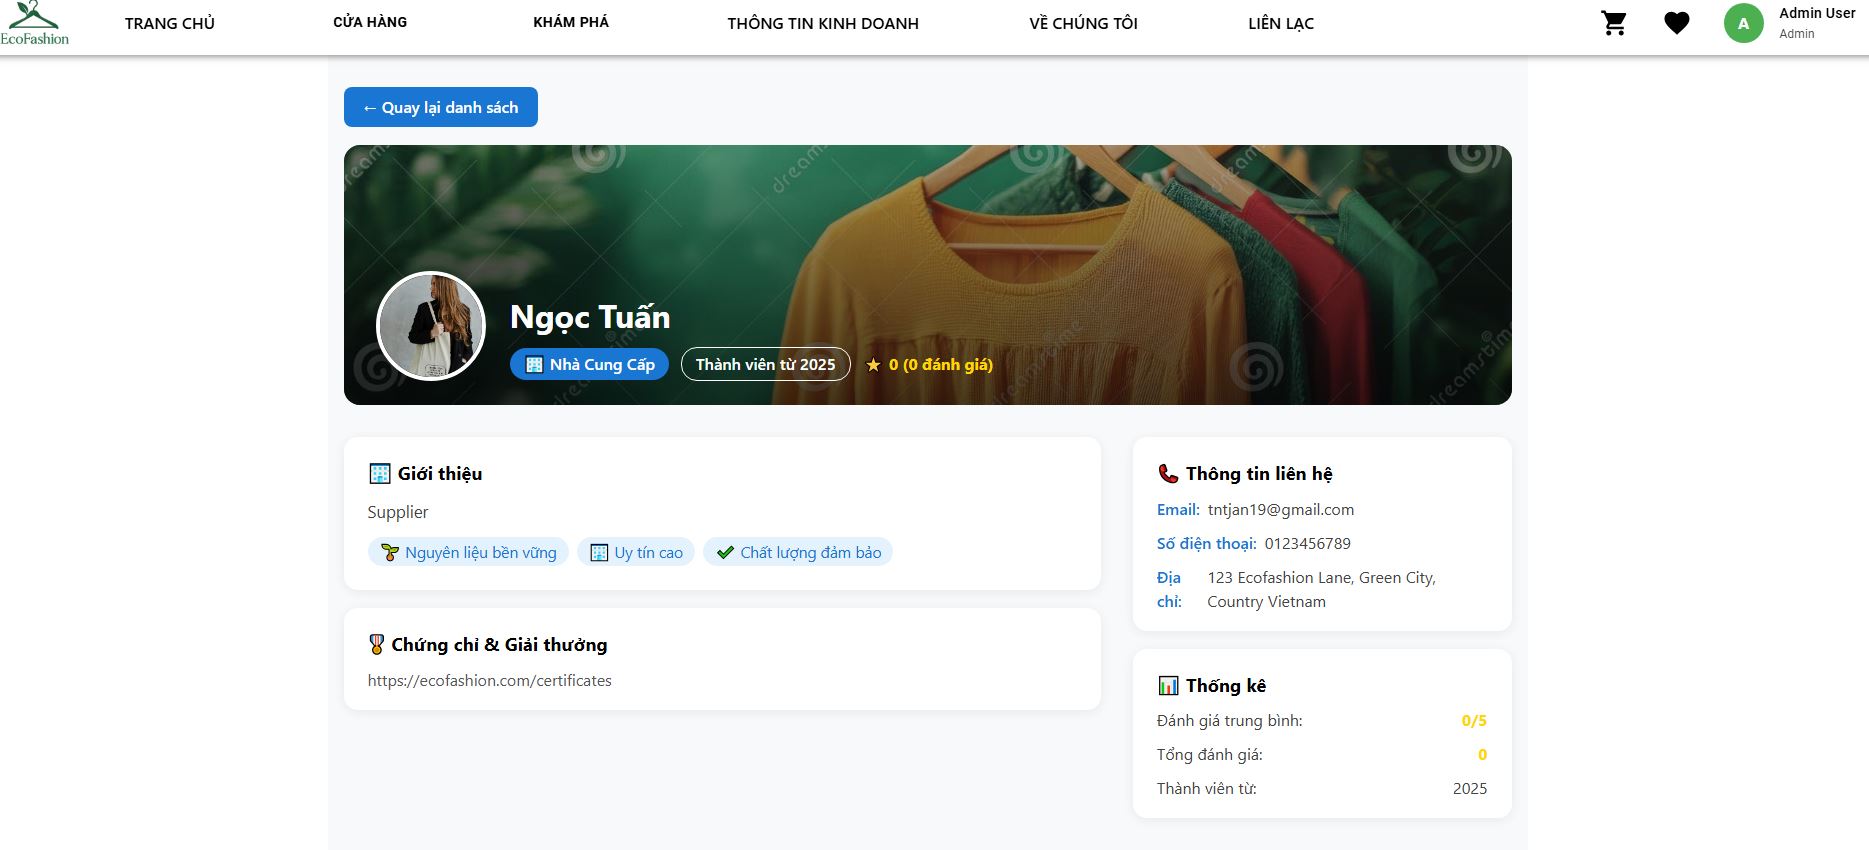 EcoFashion
TRANG CHỦ
CỬA HÀNG
KHÁM PHÁ
THÔNG TIN KINH DOANH
VỀ CHÚNG TÔI
LIÊN LẠC
A
Admin User
Admin
← Quay lại danh sách
dreamstime
Ngọc Tuấn
Nhà Cung Cấp
Thành viên từ 2025
★ 0 (0 đánh giá)
Giới thiệu
Supplier
Nguyên liệu bền vững
Uy tín cao
Chất lượng đảm bảo
Chứng chỉ & Giải thưởng
https://ecofashion.com/certificates
Thông tin liên hệ
Email: tntjan19@gmail.com
Số điện thoại: 0123456789
Địa chỉ: 123 Ecofashion Lane, Green City,
Country Vietnam
Thống kê
Đánh giá trung bình: 0/5
Tổng đánh giá: 0
Thành viên từ: 2025